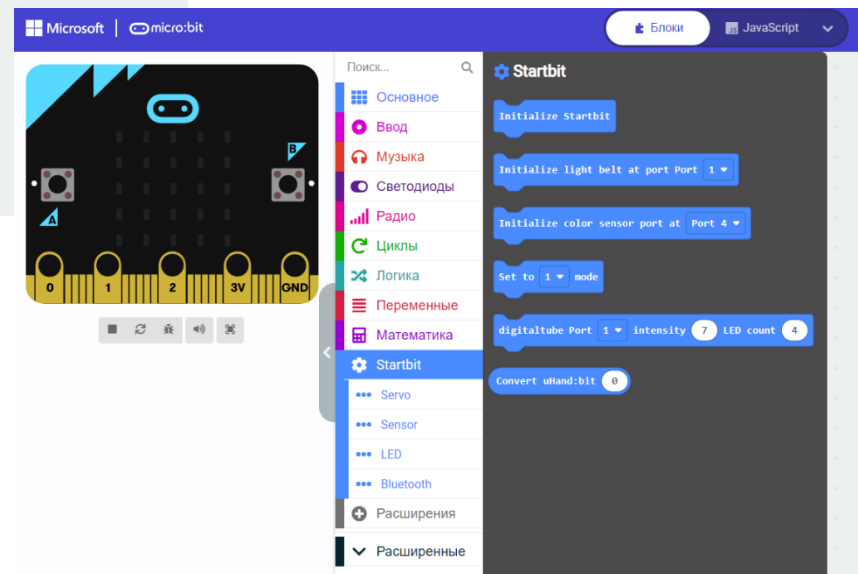 Microsoft micro:bit Блоки JavaScript
B
A
0 1 2 3V GND
Поиск...
Основное
Ввод
Музыка
Светодиоды
Радио
Циклы
Логика
Переменные
Математика
Startbit
Servo
Sensor
LED
Bluetooth
Расширения
Расширенные
Startbit
Initialize Startbit
Initialize light belt at port Port 1
Initialize color sensor port at Port 4
Set to 1 mode
digitaltube Port 1 intensity 7 LED count 4
Convert uHand:bit 0